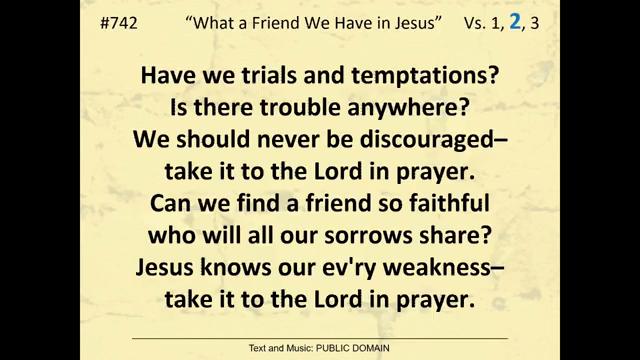 #742 “What a Friend We Have in Jesus” Vs. 1, 2, 3
Have we trials and temptations?
Is there trouble anywhere?
We should never be discouraged–
take it to the Lord in prayer.
Can we find a friend so faithful
who will all our sorrows share?
Jesus knows our ev'ry weakness–
take it to the Lord in prayer.
Text and Music: PUBLIC DOMAIN